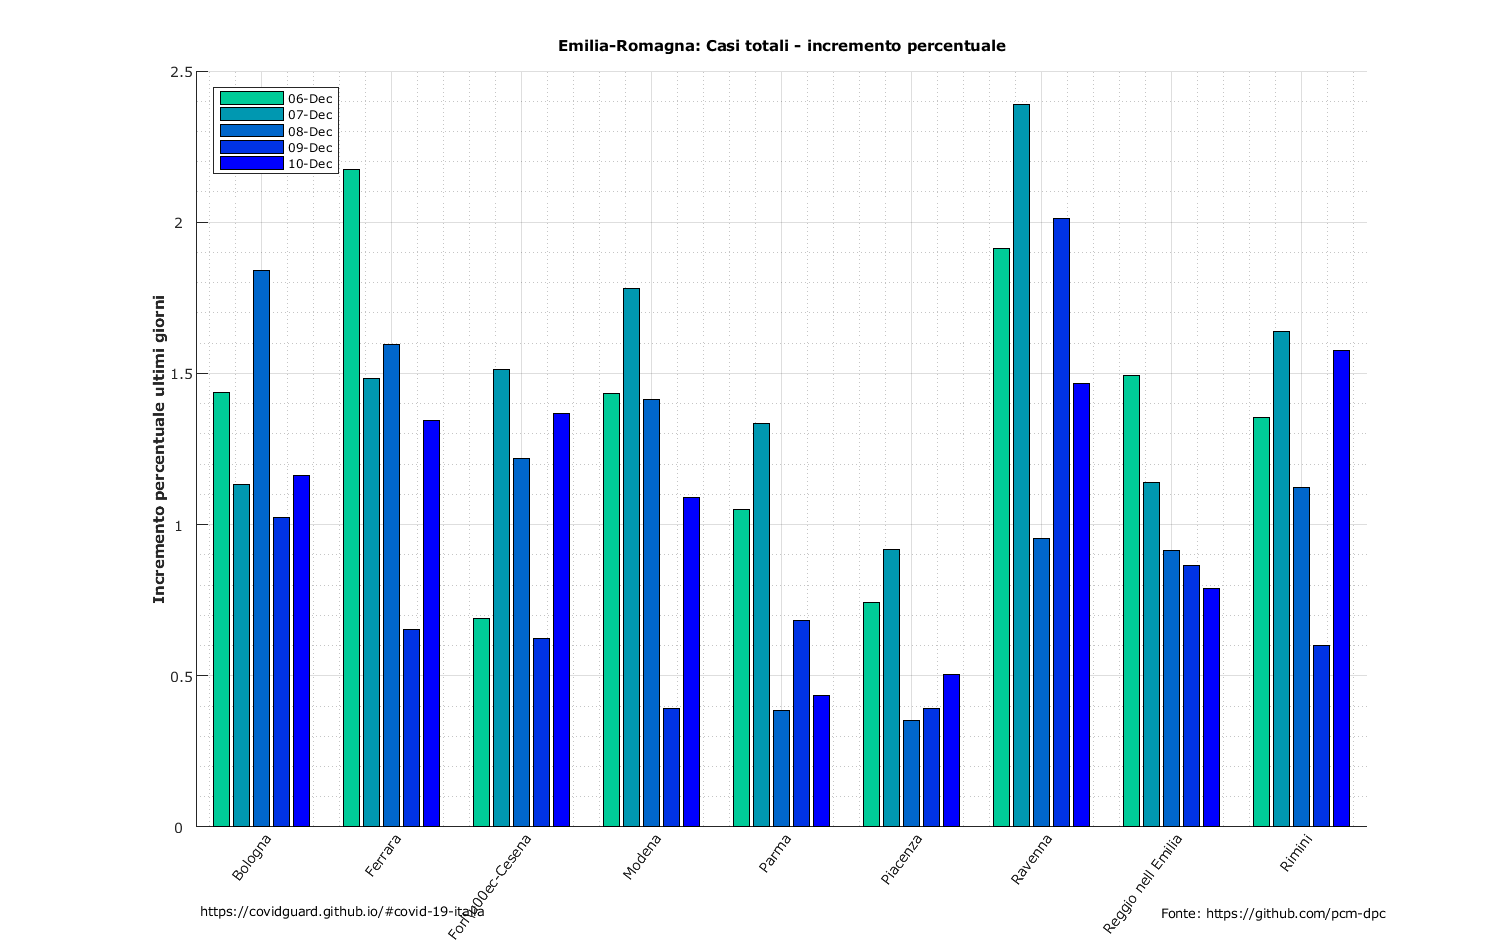 Emilia-Romagna: Casi totali - incremento percentuale
Incremento percentuale ultimi giorni
2.5
2
1.5
1
0.5
0
06-Dec
07-Dec
08-Dec
09-Dec
10-Dec
Bologna
Ferrara
Modena
Parma
Piacenza
Ravenna
Reggio nell Emilia
Rimini
https://covidguard.github.io/#covid-19-italia
Fonte: https://github.com/pcm-dpc